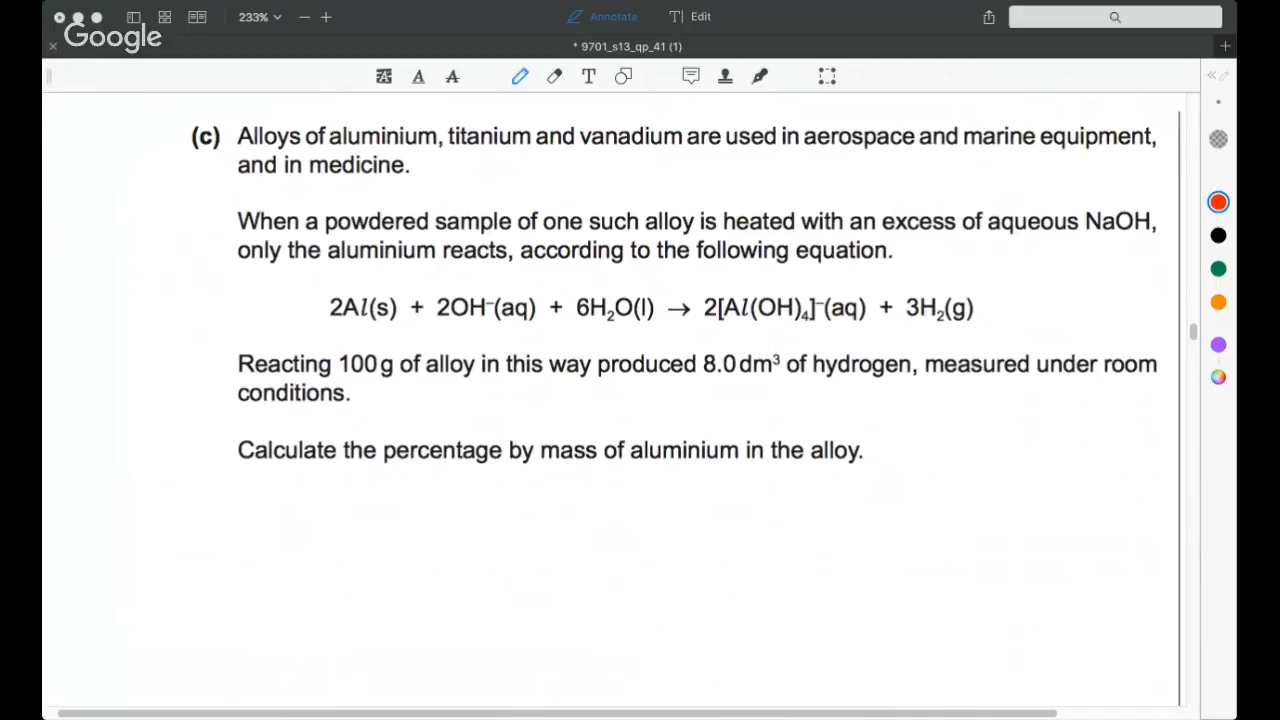 233%
Annotate
T Edit
Google
* 9701_s13_qp_41 (1)
A A A T
(c) Alloys of aluminium, titanium and vanadium are used in aerospace and marine equipment,
and in medicine.
When a powdered sample of one such alloy is heated with an excess of aqueous NaOH,
only the aluminium reacts, according to the following equation.
2Al(s) + 2OH⁻(aq) + 6H₂O(l) → 2[Al(OH)₄]⁻(aq) + 3H₂(g)
Reacting 100 g of alloy in this way produced 8.0 dm³ of hydrogen, measured under room
conditions.
Calculate the percentage by mass of aluminium in the alloy.